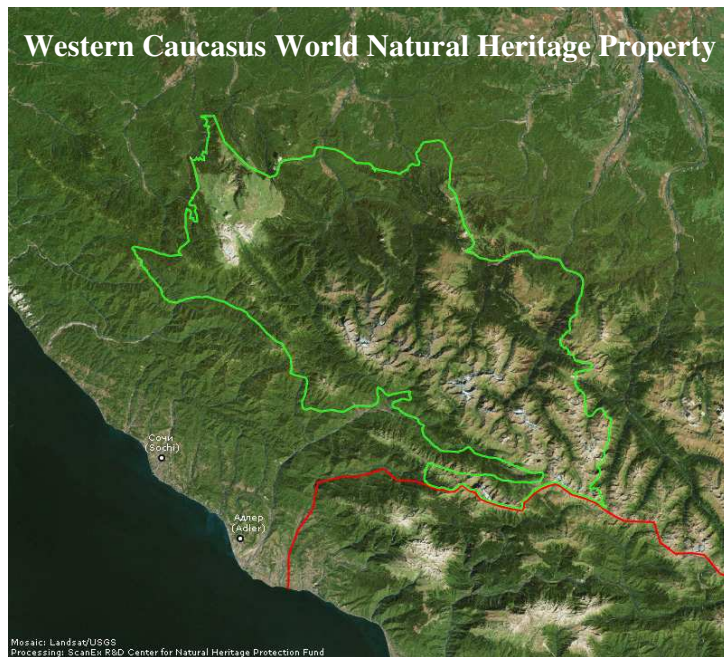 Western Caucasus World Natural Heritage Property
Сочи
(Sochi)
Адлер
(Adler)
Mosaic: Landsat/USGS
Processing: ScanEx R&D Center for Natural Heritage Protection Fund